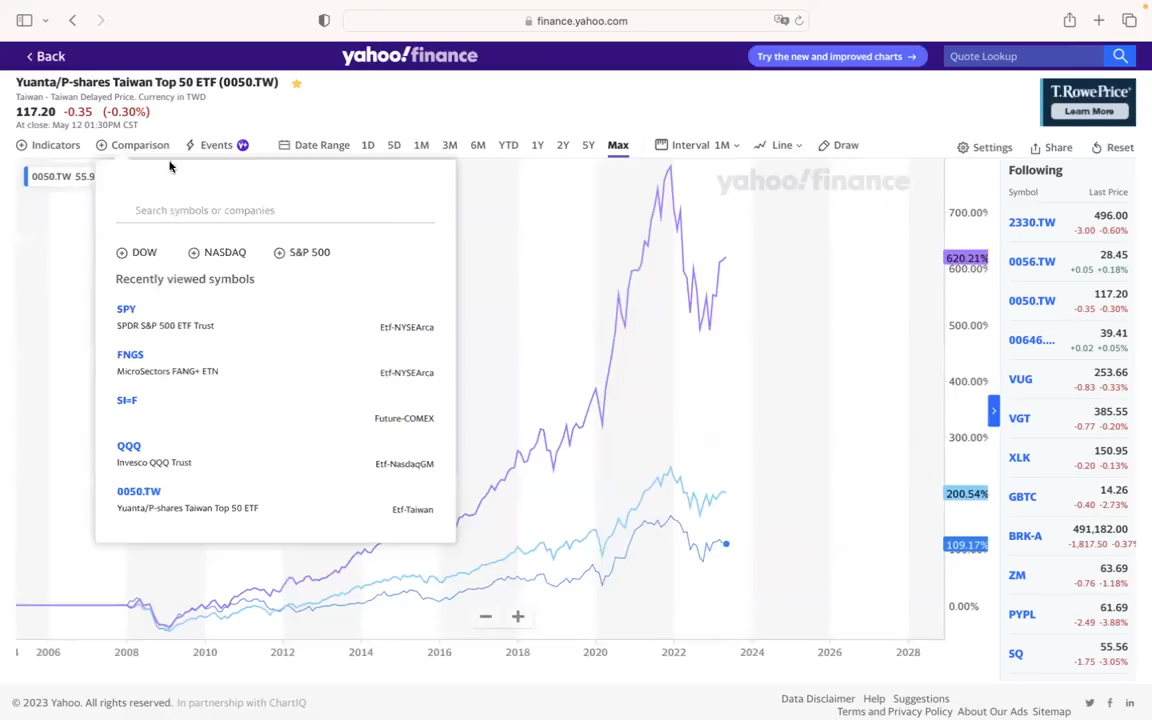 finance.yahoo.com
Back
yahoo!finance
Try the new and improved charts →
Quote Lookup
Yuanta/P-shares Taiwan Top 50 ETF (0050.TW)
Taiwan - Taiwan Delayed Price. Currency in TWD
117.20 -0.35 (-0.30%)
At close: May 12 01:30PM CST
T.RowePrice
Learn More
Indicators Comparison Events Y+ Date Range 1D 5D 1M 3M 6M YTD 1Y 2Y 5Y Max Interval 1M Line Draw Settings Share Reset
0050.TW 55.9
Search symbols or companies
DOW NASDAQ S&P 500
Recently viewed symbols
SPY
SPDR S&P 500 ETF Trust Etf-NYSEArca
FNGS
MicroSectors FANG+ ETN Etf-NYSEArca
SI=F
Future-COMEX
QQQ
Invesco QQQ Trust Etf-NasdaqGM
0050.TW
Yuanta/P-shares Taiwan Top 50 ETF Etf-Taiwan
yahoo!finance
700.00%
620.21%
600.00%
500.00%
400.00%
300.00%
200.54%
109.17%
0.00%
2006 2008 2010 2012 2014 2016 2018 2020 2022 2024 2026 2028
Following
Symbol Last Price
2330.TW 496.00
-3.00 -0.60%
0056.TW 28.45
+0.05 +0.18%
0050.TW 117.20
-0.35 -0.30%
00646.... 39.41
+0.02 +0.05%
VUG 253.66
-0.83 -0.33%
VGT 385.55
-0.77 -0.20%
XLK 150.95
-0.20 -0.13%
GBTC 14.26
-0.40 -2.73%
BRK-A 491,182.00
-1,817.50 -0.37%
ZM 63.69
-0.76 -1.18%
PYPL 61.69
-2.49 -3.88%
SQ 55.56
-1.75 -3.05%
© 2023 Yahoo. All rights reserved. In partnership with ChartIQ
Data Disclaimer Help Suggestions
Terms and Privacy Policy About Our Ads Sitemap